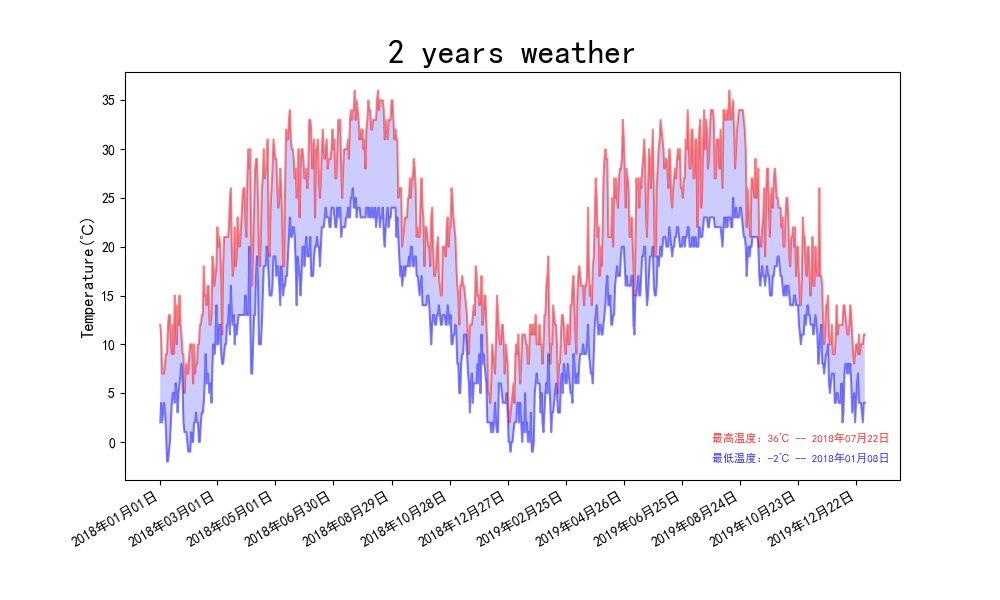 2 years weather
Temperature(℃)
35
30
25
20
15
10
5
0
最高温度：36℃ -- 2018年07月22日
最低温度：-2℃ -- 2018年01月08日
2018年01月01日
2018年03月01日
2018年05月01日
2018年06月30日
2018年08月29日
2018年10月28日
2018年12月27日
2019年02月25日
2019年04月26日
2019年06月25日
2019年08月24日
2019年10月23日
2019年12月22日